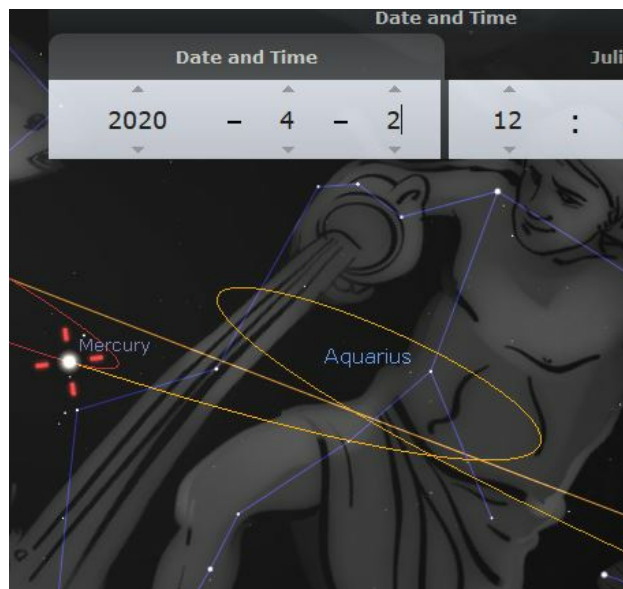 Date and Time
Date and Time Juli
2020 - 4 - 2 12 :
Mercury
Aquarius